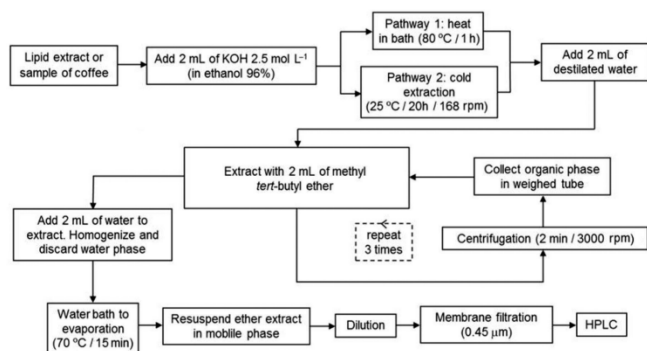 Lipid extract or
sample of coffee
Add 2 mL of KOH 2.5 mol L⁻¹
(in ethanol 96%)
Pathway 1: heat
in bath (80 ºC / 1 h)
Pathway 2: cold
extraction
(25 ºC / 20h / 168 rpm)
Add 2 mL of
destilated water
Extract with 2 mL of methyl
tert-butyl ether
Collect organic phase
in weighed tube
Add 2 mL of water to
extract. Homogenize and
discard water phase
repeat
3 times
Centrifugation (2 min / 3000 rpm)
Water bath to
evaporation
(70 ºC / 15 min)
Resuspend ether extract
in moblile phase
Dilution
Membrane filtration
(0.45 µm)
HPLC